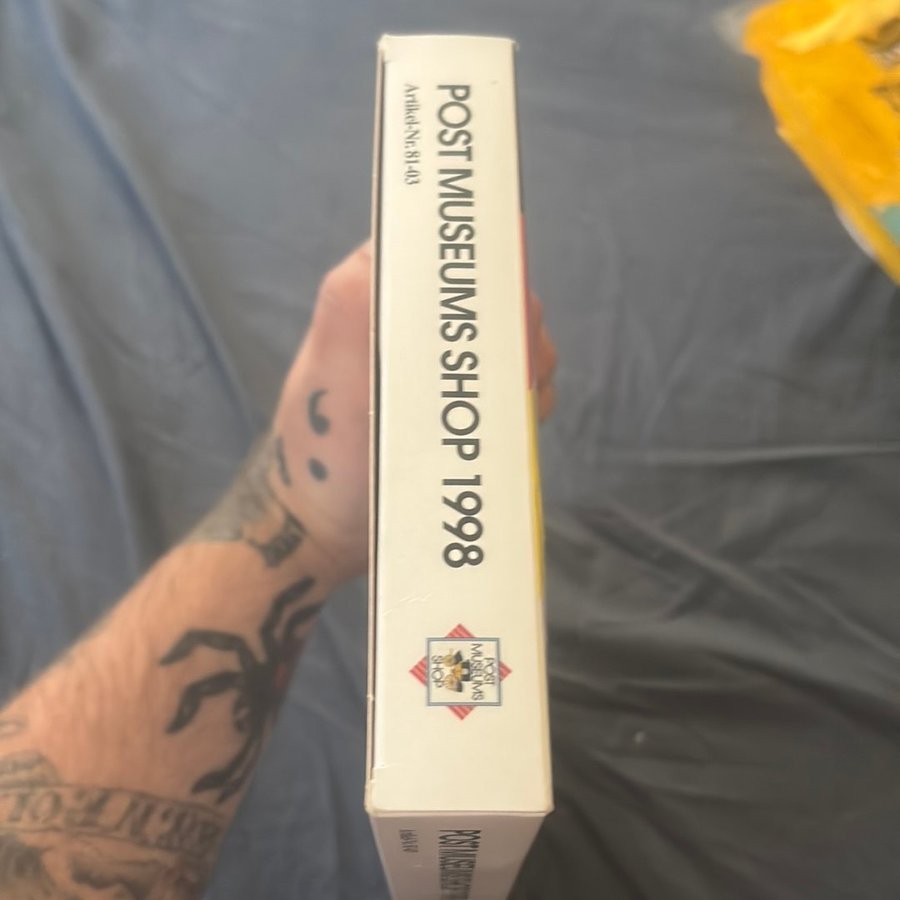 POST MUSEUMS SHOP 1998
Artikel-Nr. 81-03
POST
MUSEUMS
SHOP